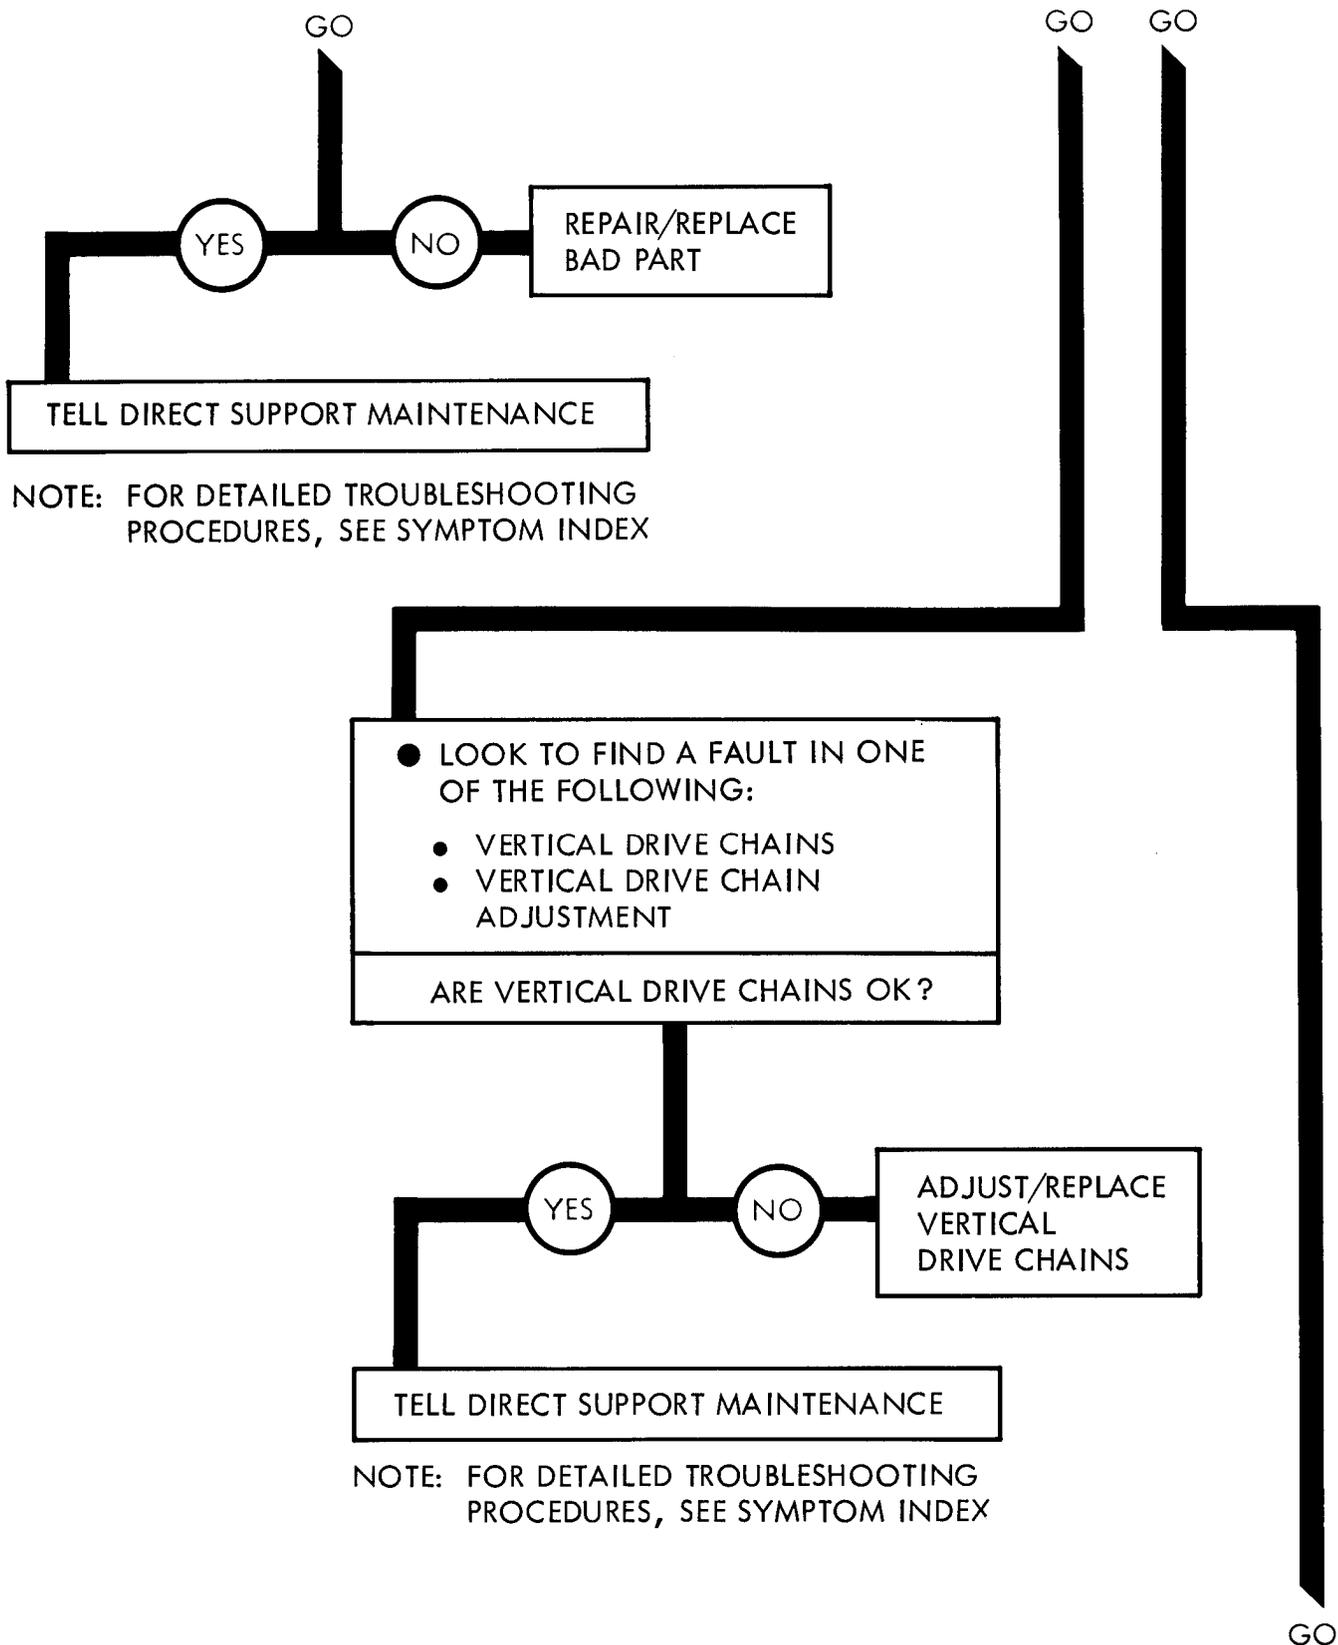 GO
GO
GO
YES
NO
REPAIR/REPLACE
BAD PART
TELL DIRECT SUPPORT MAINTENANCE
NOTE: FOR DETAILED TROUBLESHOOTING
PROCEDURES, SEE SYMPTOM INDEX
● LOOK TO FIND A FAULT IN ONE
OF THE FOLLOWING:
● VERTICAL DRIVE CHAINS
● VERTICAL DRIVE CHAIN
ADJUSTMENT
ARE VERTICAL DRIVE CHAINS OK?
YES
NO
ADJUST/REPLACE
VERTICAL
DRIVE CHAINS
TELL DIRECT SUPPORT MAINTENANCE
NOTE: FOR DETAILED TROUBLESHOOTING
PROCEDURES, SEE SYMPTOM INDEX
GO